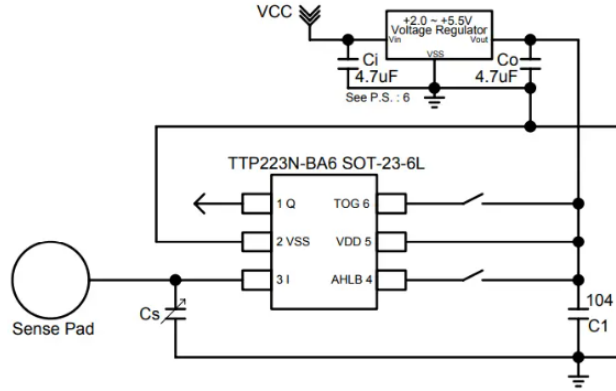 VCC
+2.0 ~ +5.5V
Voltage Regulator
Vin
Vout
VSS
Ci
4.7uF
Co
4.7uF
See P.S. : 6
TTP223N-BA6 SOT-23-6L
1 Q
TOG 6
2 VSS
VDD 5
3 I
AHLB 4
Sense Pad
Cs
104
C1